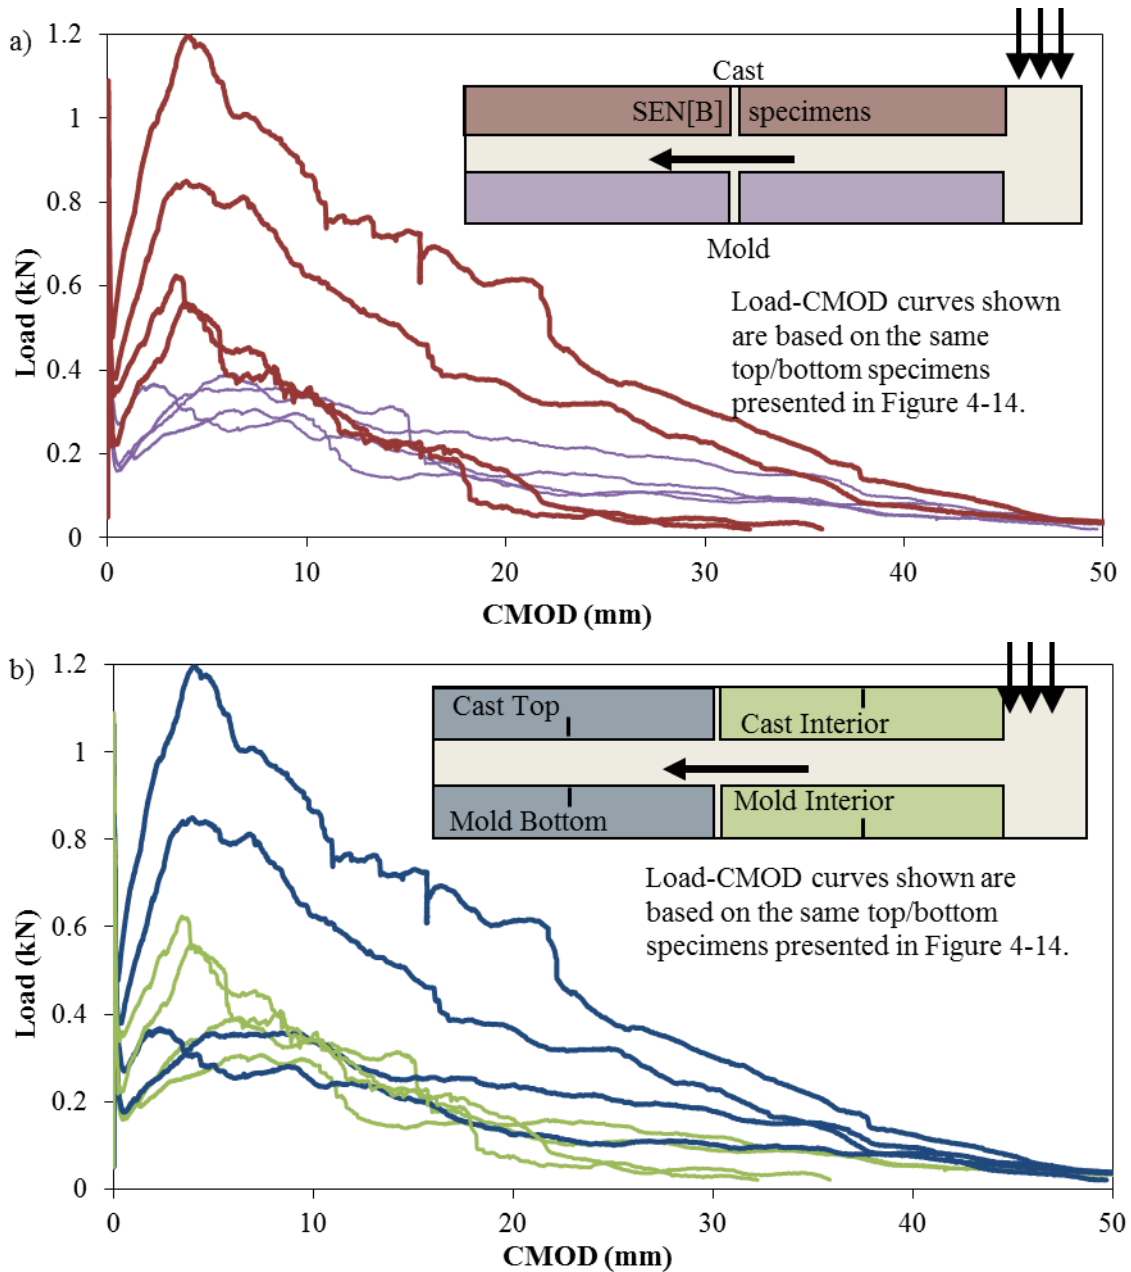 a)
1.2
1
0.8
0.6
0.4
0.2
0
Load (kN)
0 10 20 30 40 50
CMOD (mm)
Cast
SEN[B] specimens
Mold
Load-CMOD curves shown
are based on the same
top/bottom specimens
presented in Figure 4-14.
b)
1.2
1
0.8
0.6
0.4
0.2
0
Load (kN)
0 10 20 30 40 50
CMOD (mm)
Cast Top
Cast Interior
Mold Bottom
Mold Interior
Load-CMOD curves shown are
based on the same top/bottom
specimens presented in Figure 4-14.